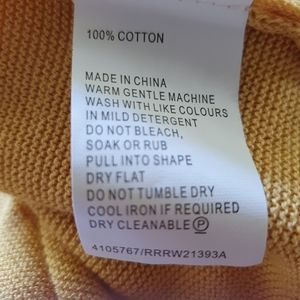 100% COTTON
MADE IN CHINA
WARM GENTLE MACHINE
WASH WITH LIKE COLOURS
IN MILD DETERGENT
DO NOT BLEACH,
SOAK OR RUB
PULL INTO SHAPE
DRY FLAT
DO NOT TUMBLE DRY
COOL IRON IF REQUIRED
DRY CLEANABLE Ⓟ
4105767/RRRW21393A